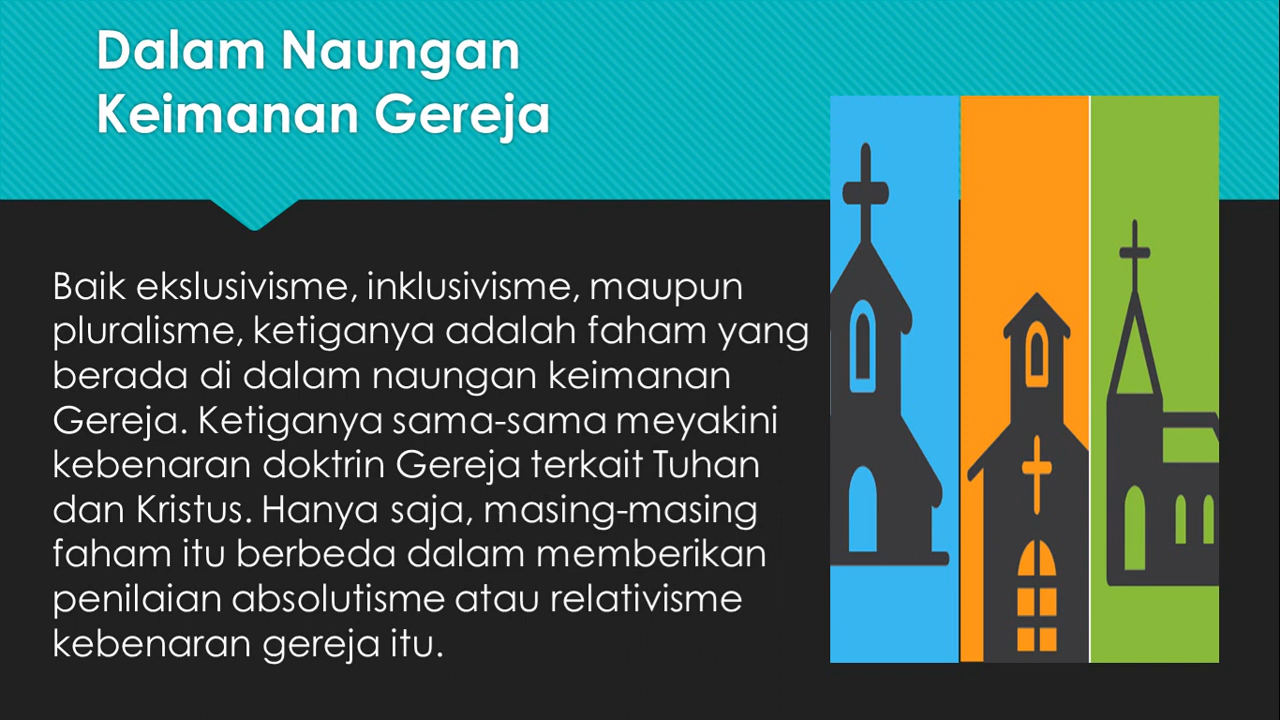 Dalam Naungan
Keimanan Gereja
Baik ekslusivisme, inklusivisme, maupun
pluralisme, ketiganya adalah faham yang
berada di dalam naungan keimanan
Gereja. Ketiganya sama-sama meyakini
kebenaran doktrin Gereja terkait Tuhan
dan Kristus. Hanya saja, masing-masing
faham itu berbeda dalam memberikan
penilaian absolutisme atau relativisme
kebenaran gereja itu.